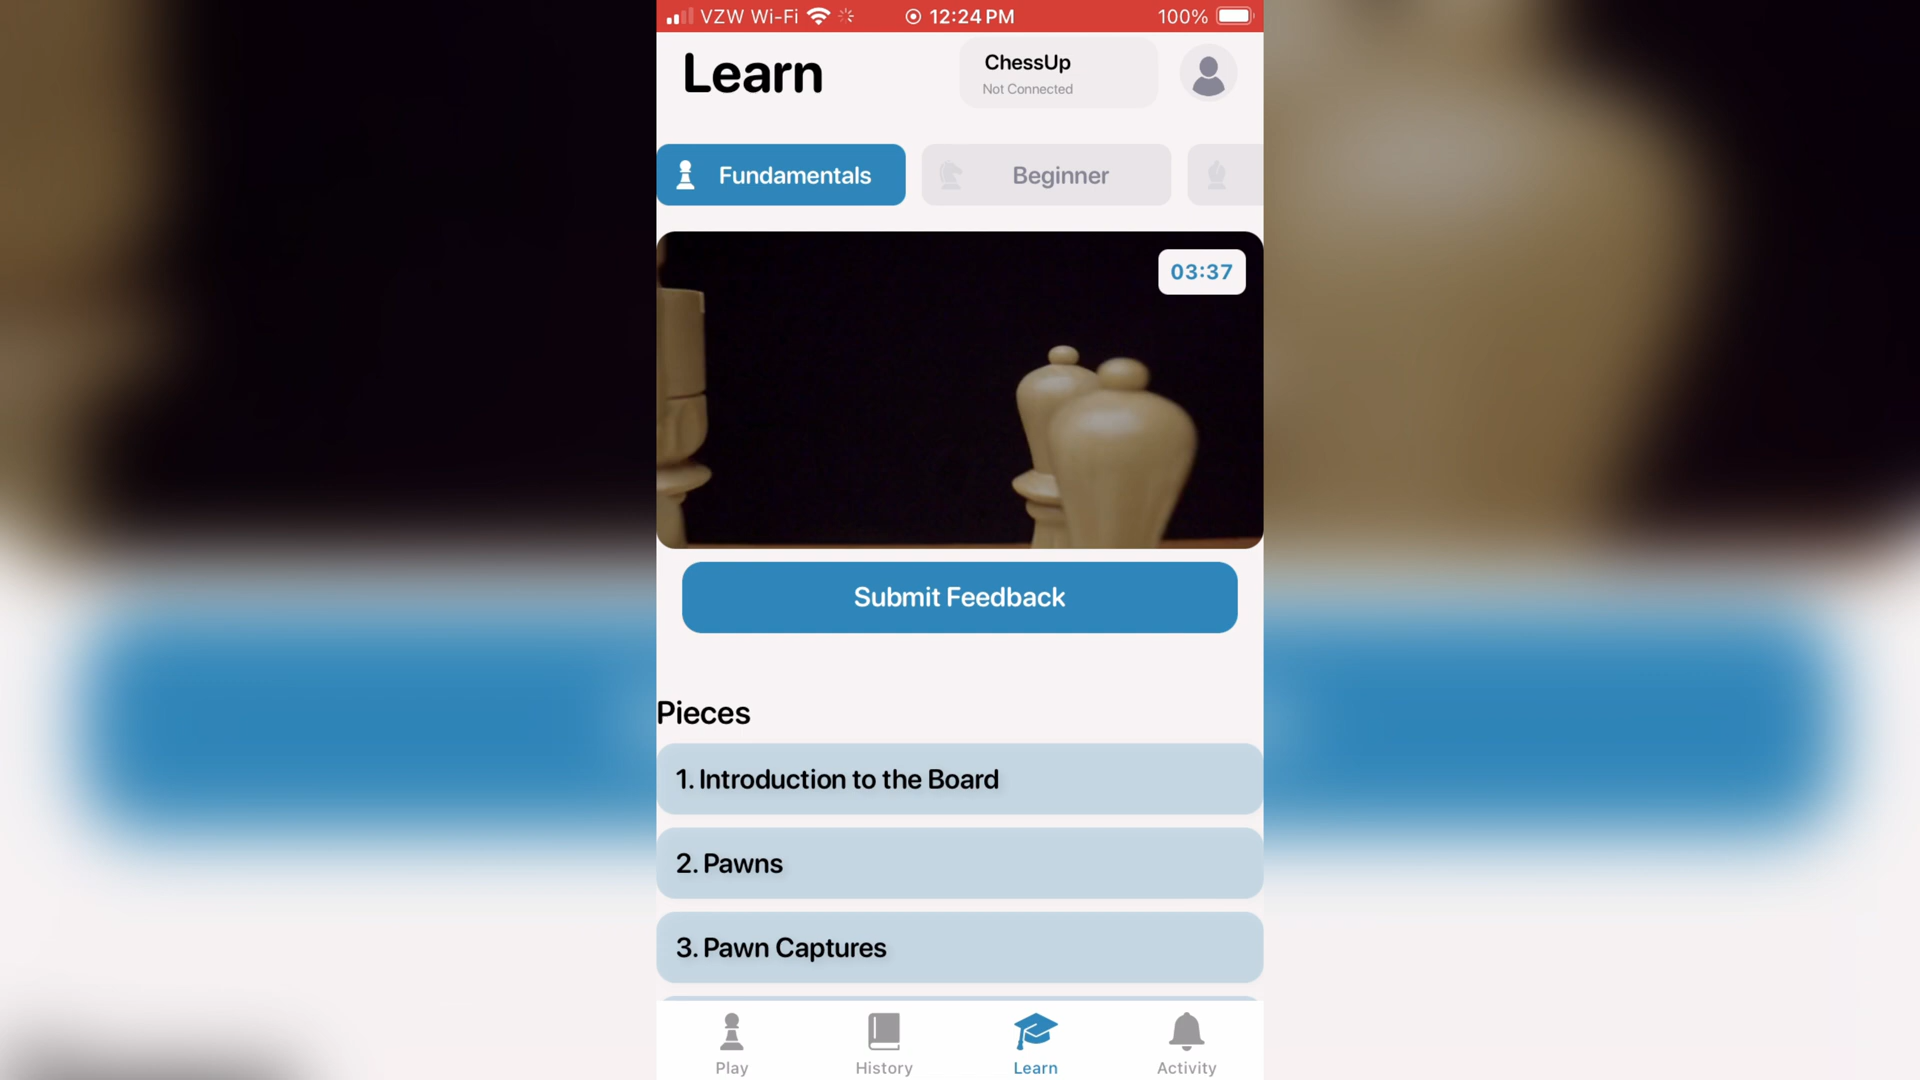 VZW Wi-Fi 12:24 PM 100%
Learn
ChessUp
Not Connected
Fundamentals
Beginner
03:37
Submit Feedback
Pieces
1. Introduction to the Board
2. Pawns
3. Pawn Captures
Play
History
Learn
Activity